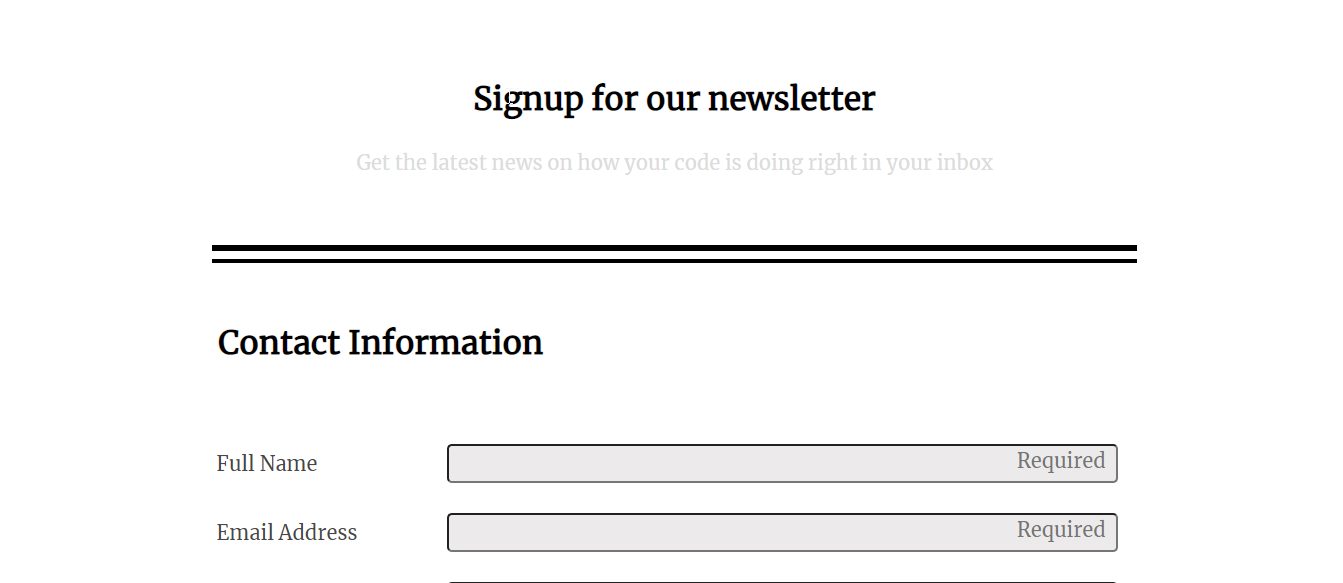 Signup for our newsletter
Get the latest news on how your code is doing right in your inbox
Contact Information
Full Name Required
Email Address Required